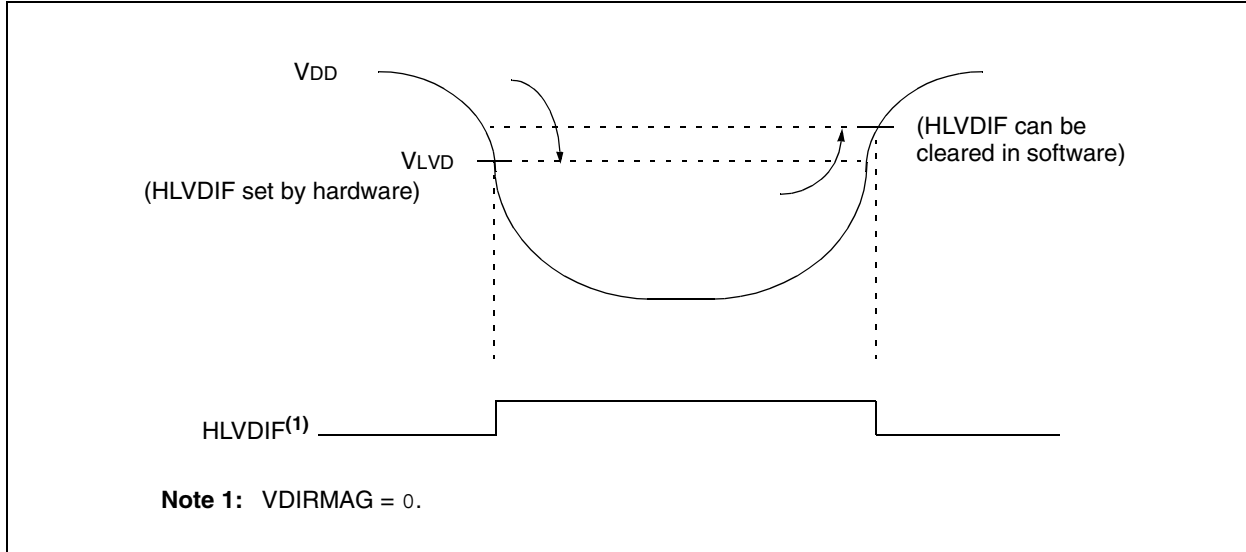 VDD
(HLVDIF can be
cleared in software)
VLVD
(HLVDIF set by hardware)
HLVDIF(1)
Note 1: VDIRMAG = 0.